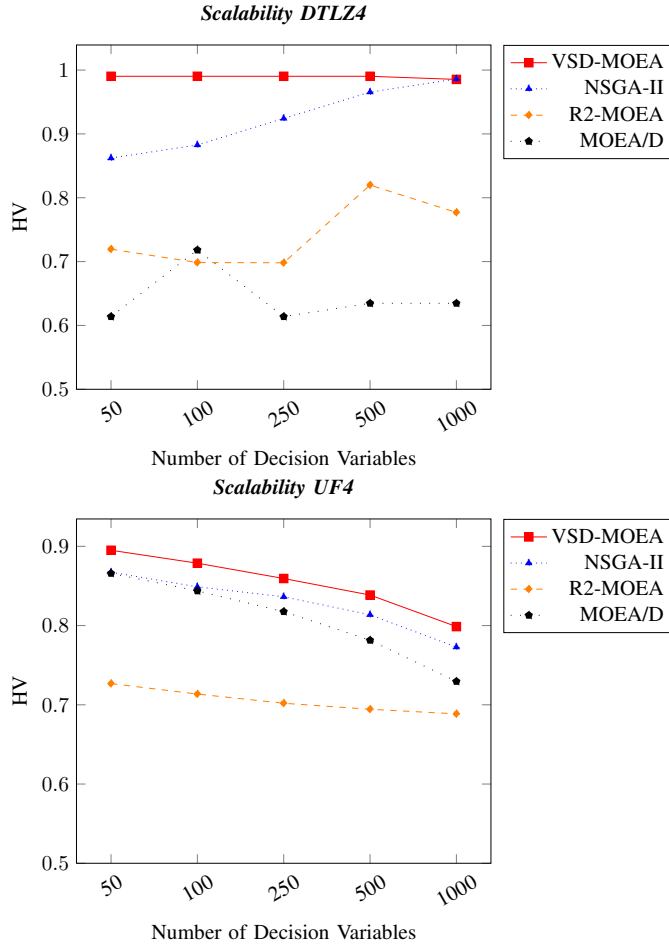 Scalability DTLZ4
1
0.9
0.8
0.7
0.6
0.5
HV
50
100
250
500
1000
Number of Decision Variables
VSD-MOEA
NSGA-II
R2-MOEA
MOEA/D
Scalability UF4
0.9
0.8
0.7
0.6
0.5
HV
50
100
250
500
1000
Number of Decision Variables
VSD-MOEA
NSGA-II
R2-MOEA
MOEA/D